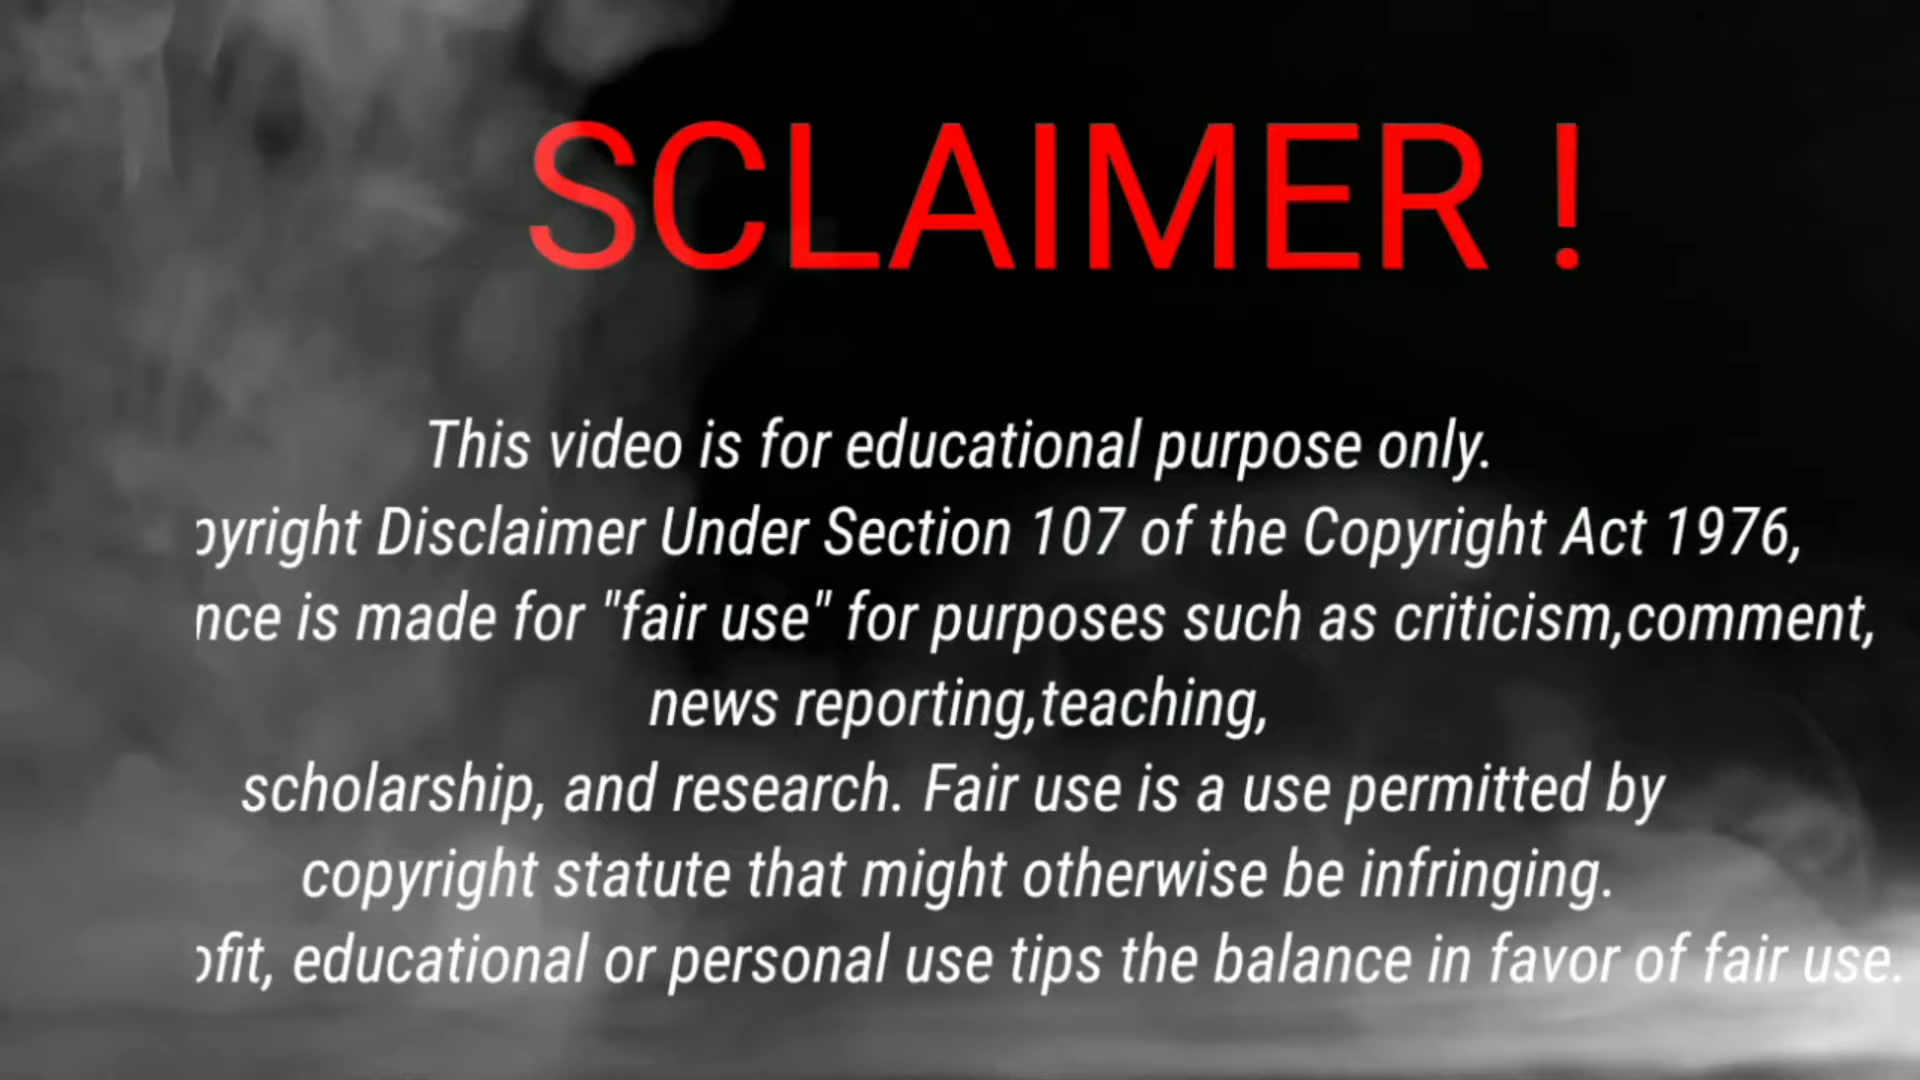 SCLAIMER !
This video is for educational purpose only.
pyright Disclaimer Under Section 107 of the Copyright Act 1976,
nce is made for "fair use" for purposes such as criticism,comment,
news reporting,teaching,
scholarship, and research. Fair use is a use permitted by
copyright statute that might otherwise be infringing.
ofit, educational or personal use tips the balance in favor of fair use.